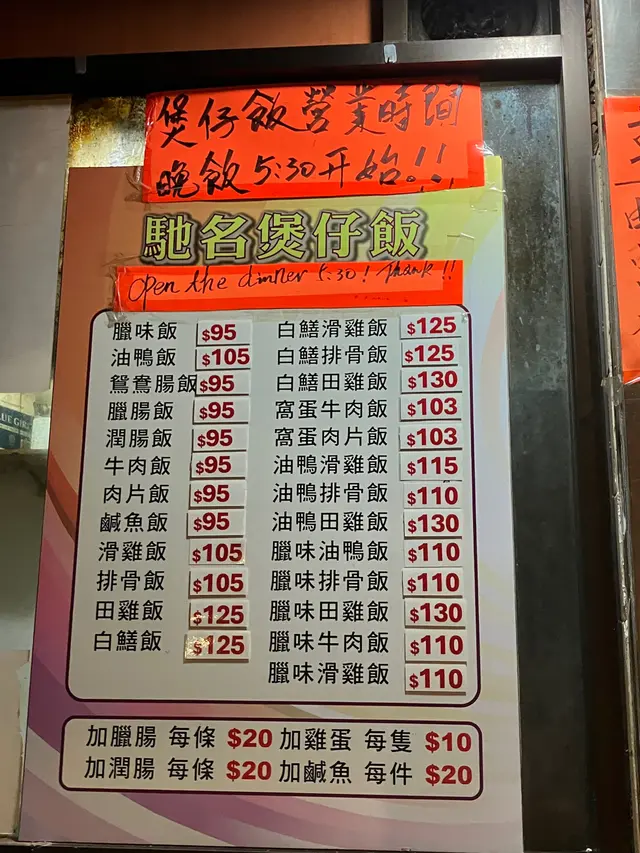 煲仔飯營業時間
晚飯5:30开始!!
馳名煲仔飯
Open the dinner 5:30! Thank!!
臘味飯 $95
油鴨飯 $105
鴛鴦腸飯 $95
臘腸飯 $95
潤腸飯 $95
牛肉飯 $95
肉片飯 $95
鹹魚飯 $95
滑雞飯 $105
排骨飯 $105
田雞飯 $125
白鱔飯 $125
白鱔滑雞飯 $125
白鱔排骨飯 $125
白鱔田雞飯 $130
窩蛋牛肉飯 $103
窩蛋肉片飯 $103
油鴨滑雞飯 $115
油鴨排骨飯 $110
油鴨田雞飯 $130
臘味油鴨飯 $110
臘味排骨飯 $110
臘味田雞飯 $130
臘味牛肉飯 $110
臘味滑雞飯 $110
加臘腸 每條 $20 加雞蛋 每隻 $10
加潤腸 每條 $20 加鹹魚 每件 $20